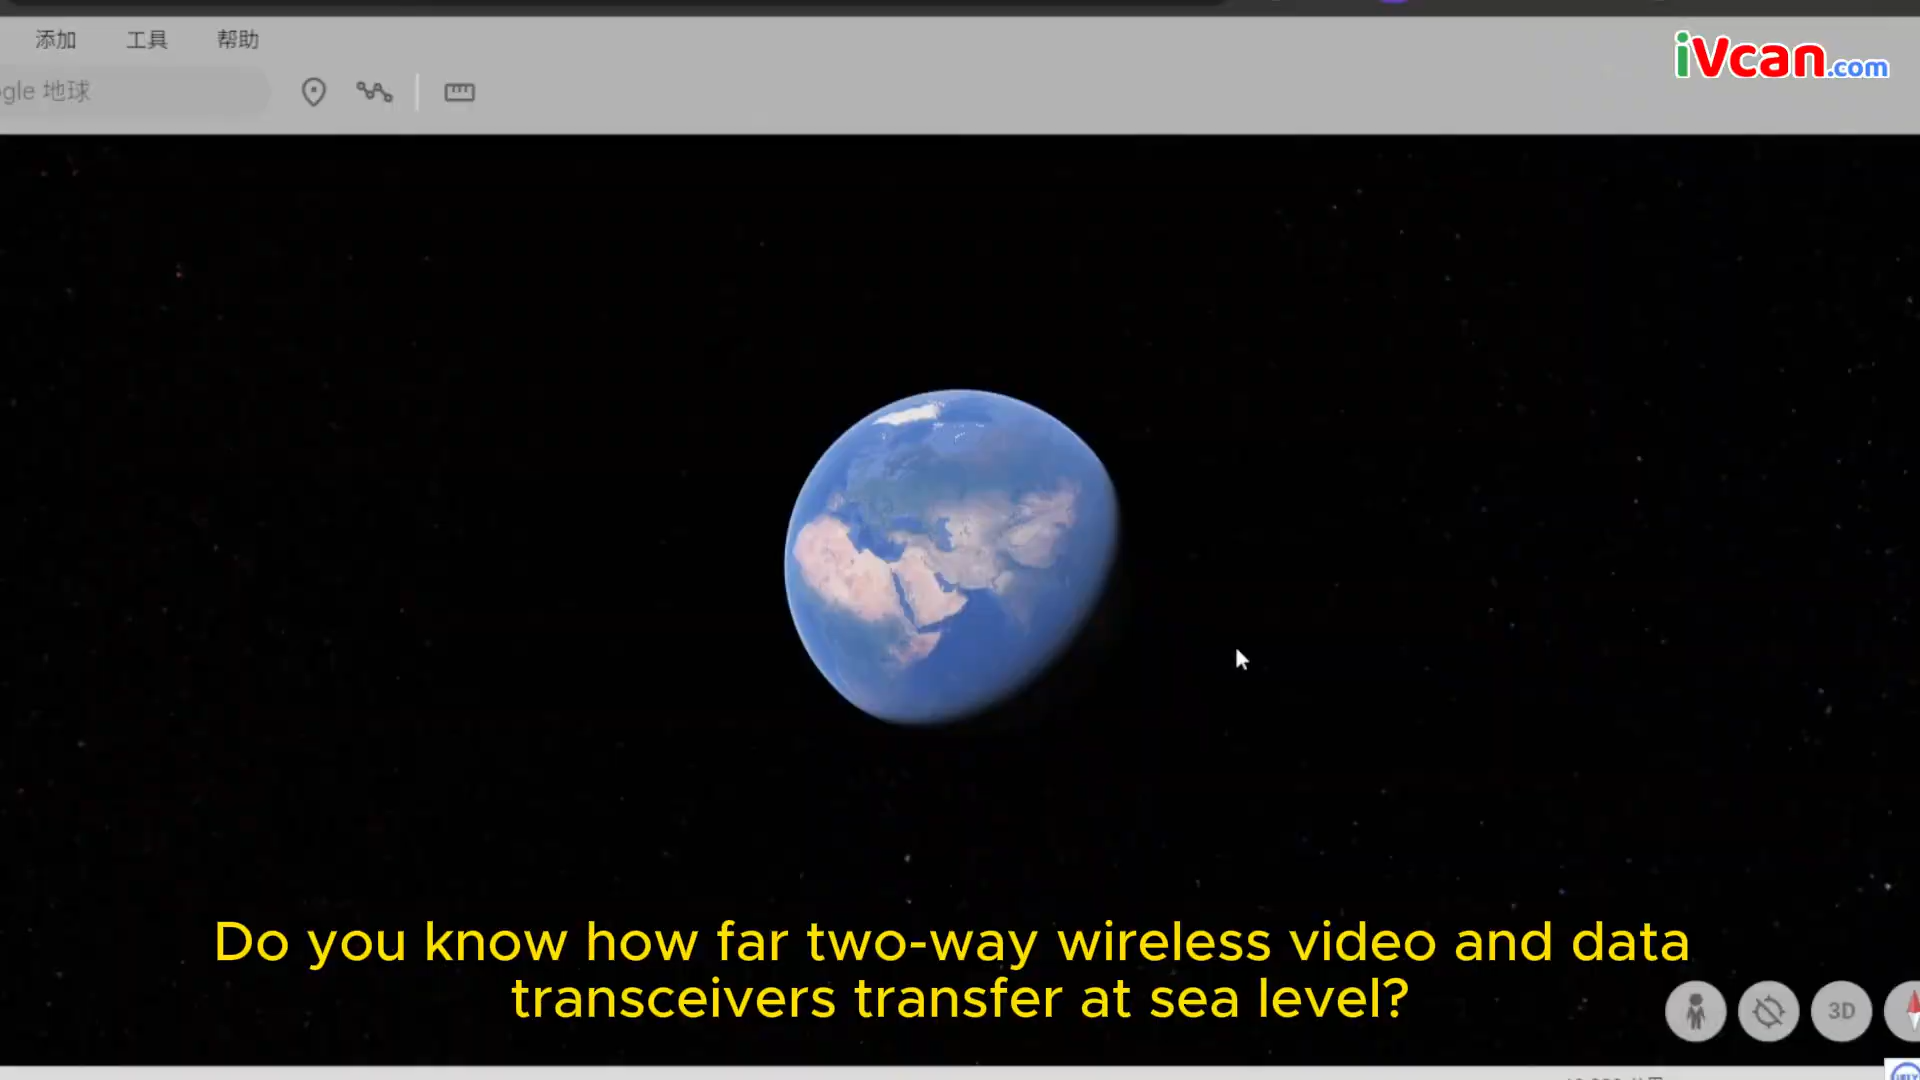 添加 工具 帮助
iVcan.com
gle 地球
Do you know how far two-way wireless video and data
transceivers transfer at sea level?
3D